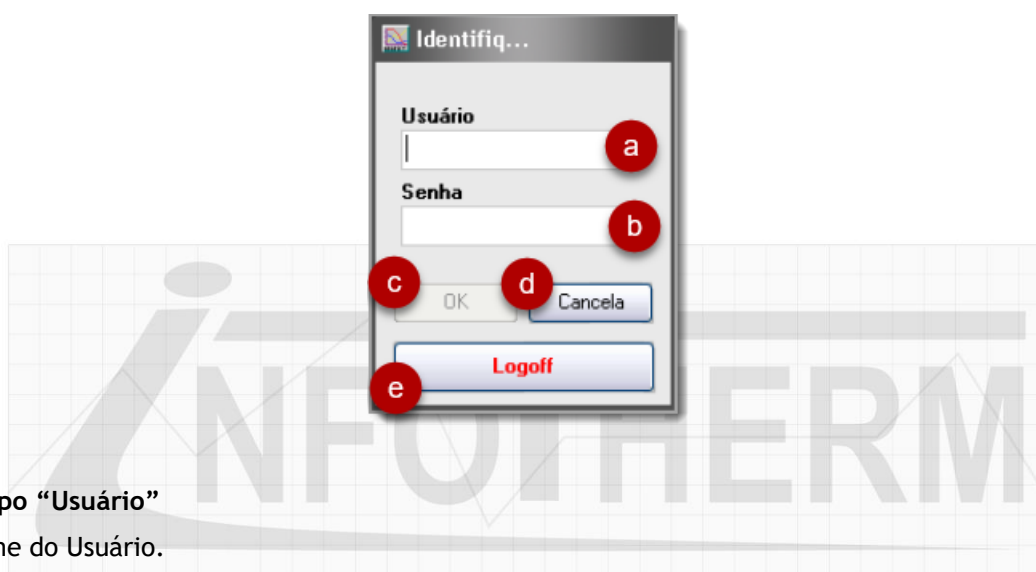 Identifiq...
Usuário
a
Senha
b
c
OK
d
Cancela
Logoff
e
iNFOTHERM
po “Usuário”
ne do Usuário.